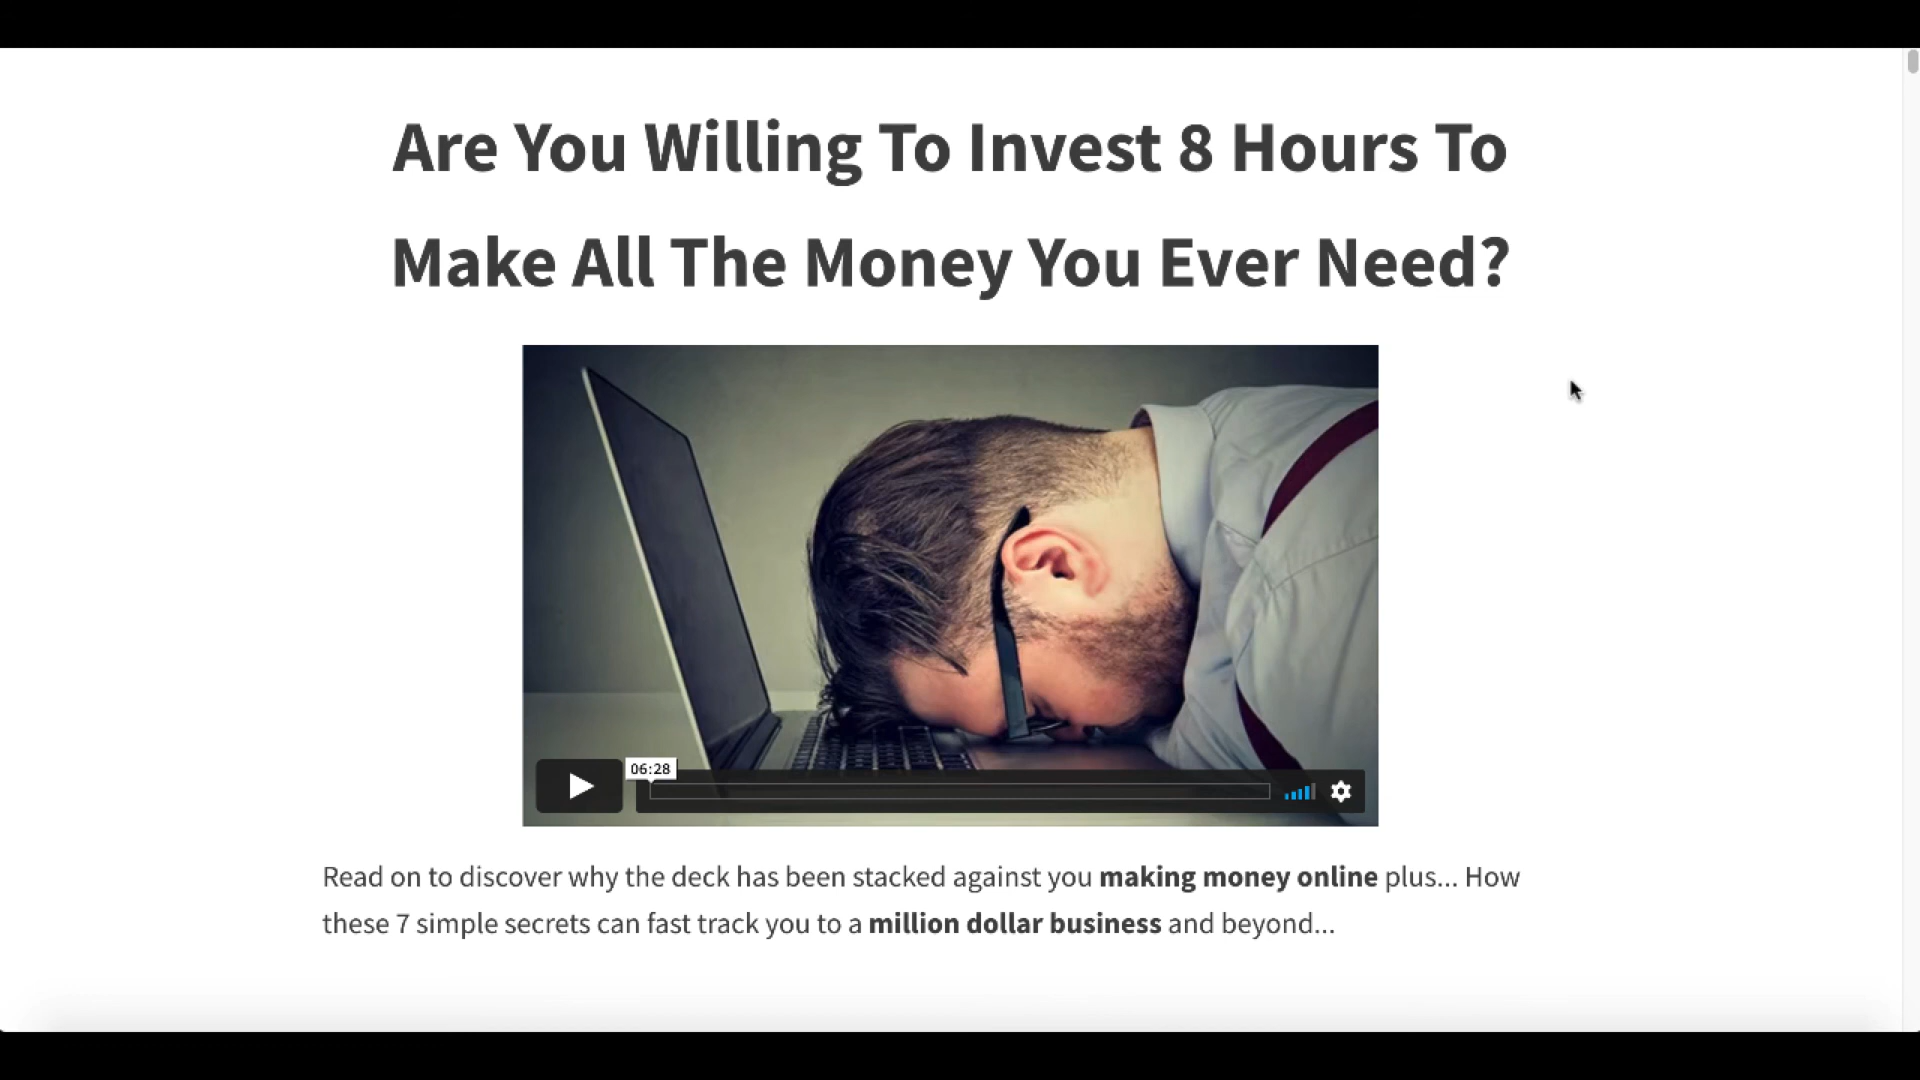 Are You Willing To Invest 8 Hours To
Make All The Money You Ever Need?
06:28
Read on to discover why the deck has been stacked against you making money online plus... How
these 7 simple secrets can fast track you to a million dollar business and beyond...